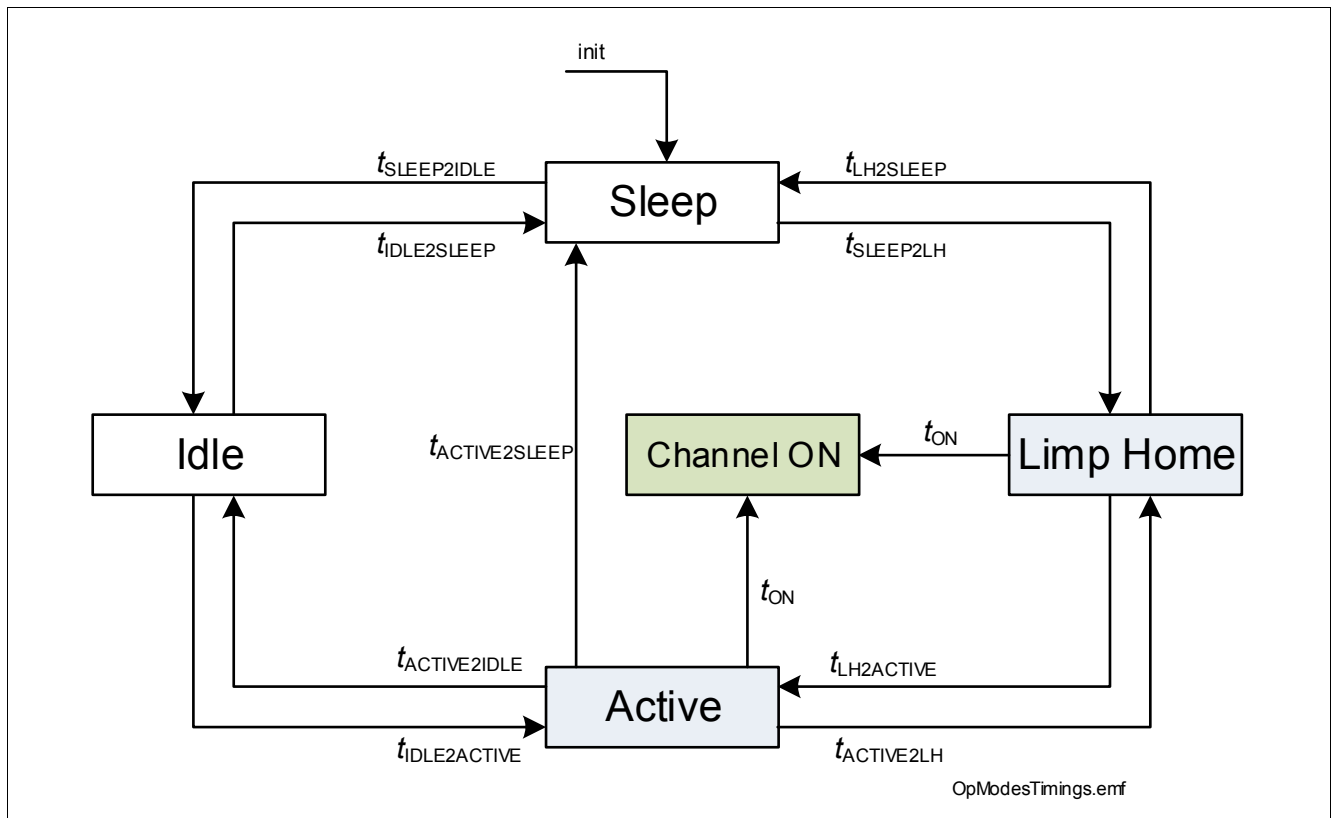 init
tSLEEP2IDLE
tLH2SLEEP
Sleep
tIDLE2SLEEP
tSLEEP2LH
Idle
tACTIVE2SLEEP
Channel ON
tON
Limp Home
tON
tACTIVE2IDLE
tLH2ACTIVE
Active
tIDLE2ACTIVE
tACTIVE2LH
OpModesTimings.emf